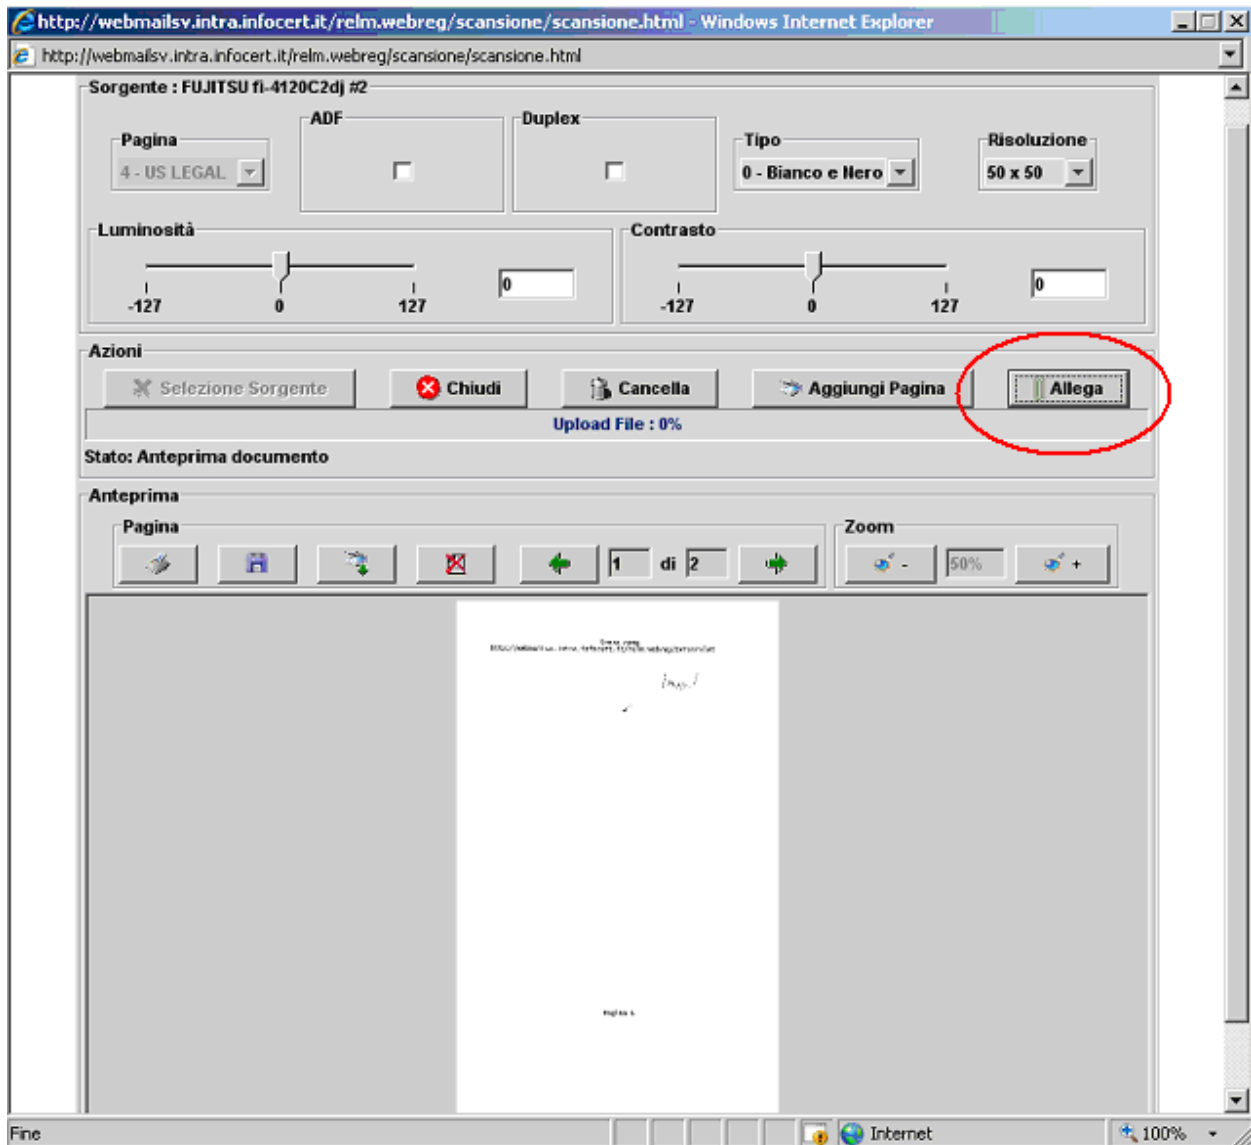 http://webmailsv.intra.infocert.it/relm.webreg/scansione/scansione.html - Windows Internet Explorer
http://webmailsv.intra.infocert.it/relm.webreg/scansione/scansione.html
Sorgente : FUJITSU fi-4120C2dj #2
Pagina
4 - US LEGAL
ADF
Duplex
Tipo
0 - Bianco e Nero
Risoluzione
50 x 50
Luminosità
-127 0 127
0
Contrasto
-127 0 127
0
Azioni
Selezione Sorgente Chiudi Cancella Aggiungi Pagina Allega
Upload File : 0%
Stato: Anteprima documento
Anteprima
Pagina
1 di 2
Zoom
- 50% +
Fine Internet 100%